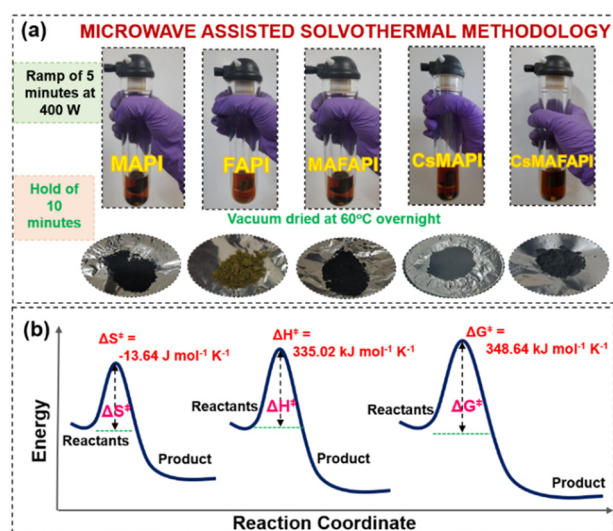 (a) MICROWAVE ASSISTED SOLVOTHERMAL METHODOLOGY
Ramp of 5
minutes at
400 W
MAPI
FAPI
MAFAPI
CsMAPI
CsMAFAPI
Hold of
10
minutes
Vacuum dried at 60°C overnight
(b)
ΔS‡ =
-13.64 J mol⁻¹ K⁻¹
ΔH‡ =
335.02 kJ mol⁻¹ K⁻¹
ΔG‡ =
348.64 kJ mol⁻¹ K⁻¹
Energy
Reactants
ΔS‡
Product
Reactants
ΔH‡
Product
Reactants
ΔG‡
Product
Reaction Coordinate